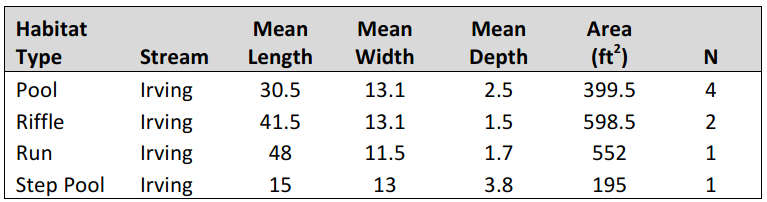 Habitat Type Stream Mean Length Mean Width Mean Depth Area (ft²) N
Pool Irving 30.5 13.1 2.5 399.5 4
Riffle Irving 41.5 13.1 1.5 598.5 2
Run Irving 48 11.5 1.7 552 1
Step Pool Irving 15 13 3.8 195 1